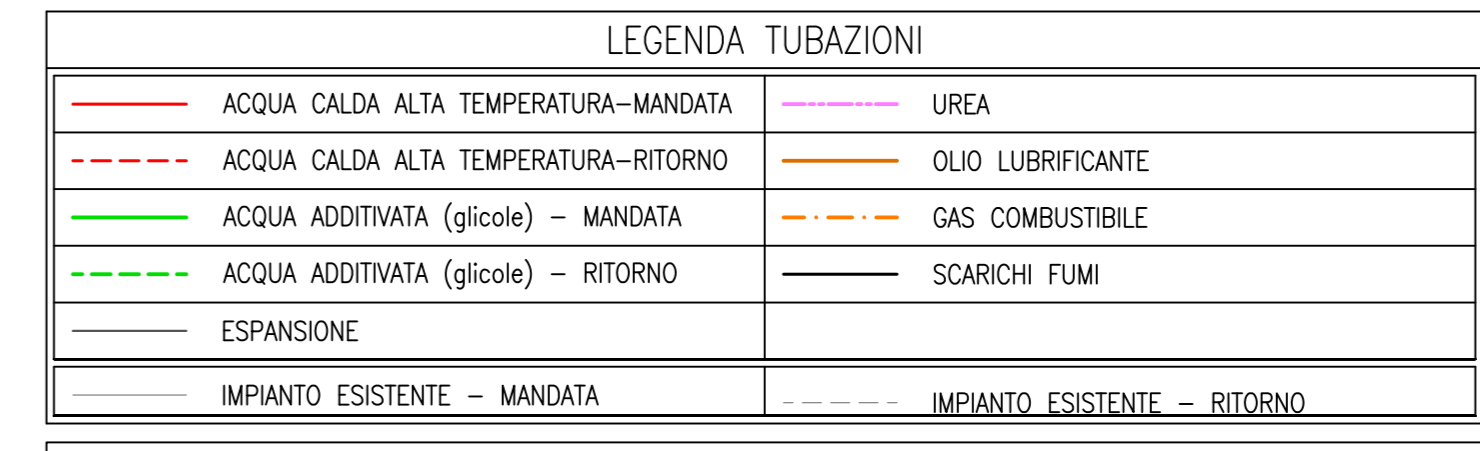 LEGENDA TUBAZIONI
ACQUA CALDA ALTA TEMPERATURA-MANDATA
UREA
ACQUA CALDA ALTA TEMPERATURA-RITORNO
OLIO LUBRIFICANTE
ACQUA ADDITIVATA (glicole) - MANDATA
GAS COMBUSTIBILE
ACQUA ADDITIVATA (glicole) - RITORNO
SCARICHI FUMI
ESPANSIONE
IMPIANTO ESISTENTE - MANDATA
IMPIANTO ESISTENTE - RITORNO